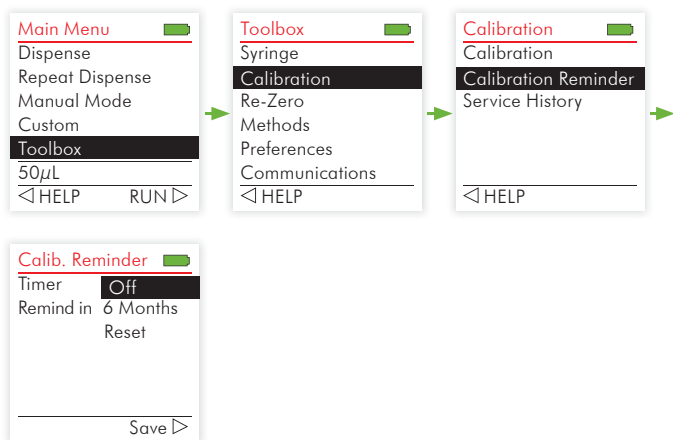 Main Menu
Dispense
Repeat Dispense
Manual Mode
Custom
Toolbox
50µL
◁ HELP RUN ▷
Toolbox
Syringe
Calibration
Re-Zero
Methods
Preferences
Communications
◁ HELP
Calibration
Calibration
Calibration Reminder
Service History
◁ HELP
Calib. Reminder
Timer Off
Remind in 6 Months
Reset
Save ▷